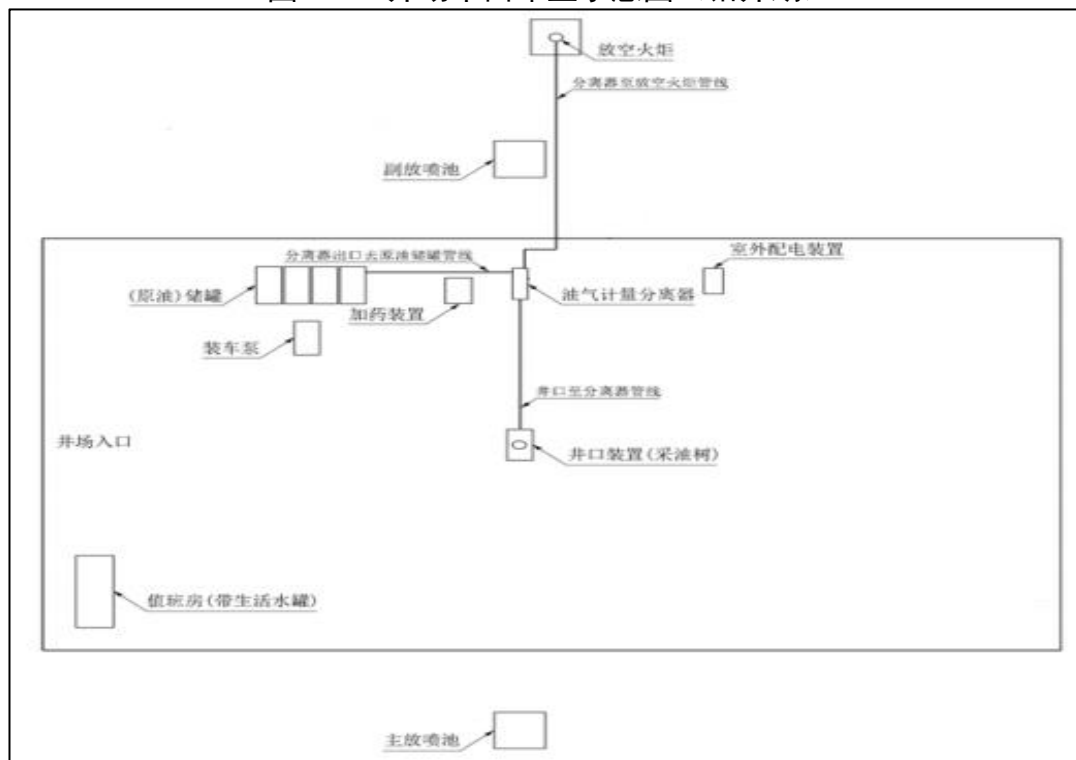 放空火炬
分离器至放空火炬管线
副放喷池
分离器出口去原油储罐管线
室外配电装置
(原油)储罐
加药装置
油气计量分离器
装车泵
井口至分离器管线
井场入口
井口装置(采油树)
值班房(带生活水罐)
主放喷池